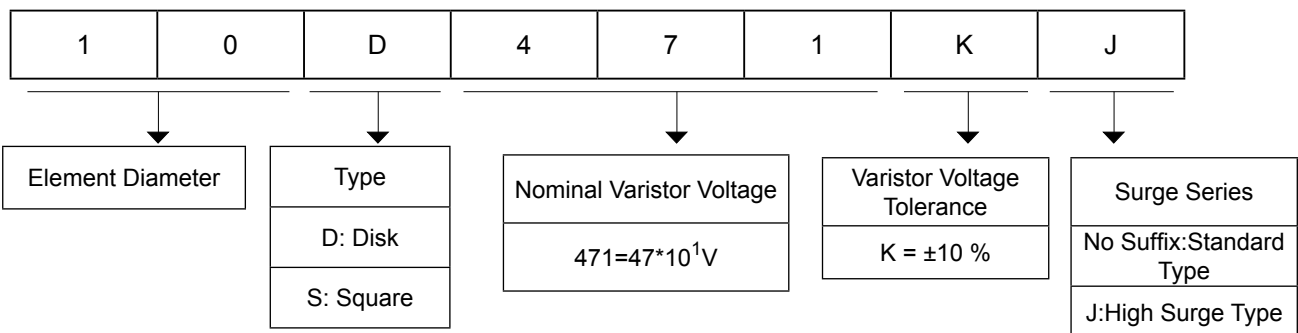 1 0 D 4 7 1 K J
Element Diameter
Type
D: Disk
S: Square
Nominal Varistor Voltage
471=47*10¹V
Varistor Voltage
Tolerance
K = ±10 %
Surge Series
No Suffix:Standard
Type
J:High Surge Type